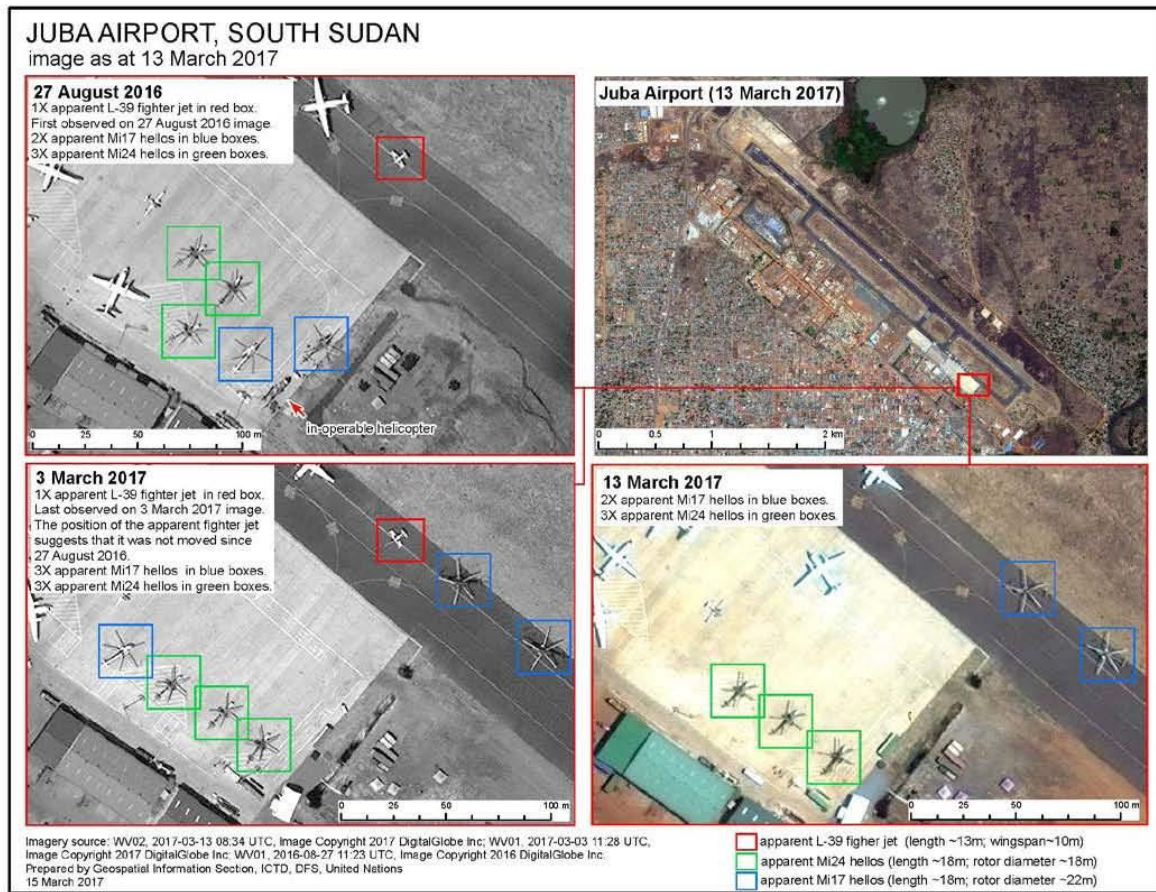 JUBA AIRPORT, SOUTH SUDAN
image as at 13 March 2017
27 August 2016
1X apparent L-39 fighter jet in red box.
First observed on 27 August 2016 image.
2X apparent Mi17 hellos in blue boxes.
3X apparent Mi24 hellos in green boxes.
in-operable helicopter
0 25 50 100 m
Juba Airport (13 March 2017)
0 0.5 1 2 km
3 March 2017
1X apparent L-39 fighter jet in red box.
Last observed on 3 March 2017 image.
The position of the apparent fighter jet
suggests that it was not moved since
27 August 2016.
3X apparent Mi17 hellos in blue boxes.
3X apparent Mi24 hellos in green boxes.
0 25 50 100 m
13 March 2017
2X apparent Mi17 hellos in blue boxes.
3X apparent Mi24 hellos in green boxes.
0 25 50 100 m
Imagery source: WV02, 2017-03-13 08:34 UTC, Image Copyright 2017 DigitalGlobe Inc; WV01, 2017-03-03 11:28 UTC,
Image Copyright 2017 DigitalGlobe Inc; WV01, 2016-08-27 11:23 UTC, Image Copyright 2016 DigitalGlobe Inc.
Prepared by Geospatial Information Section, ICTD, DFS, United Nations
15 March 2017
apparent L-39 figher jet (length ~13m; wingspan~10m)
apparent Mi24 hellos (length ~18m; rotor diameter ~18m)
apparent Mi17 hellos (length ~18m; rotor diameter ~22m)